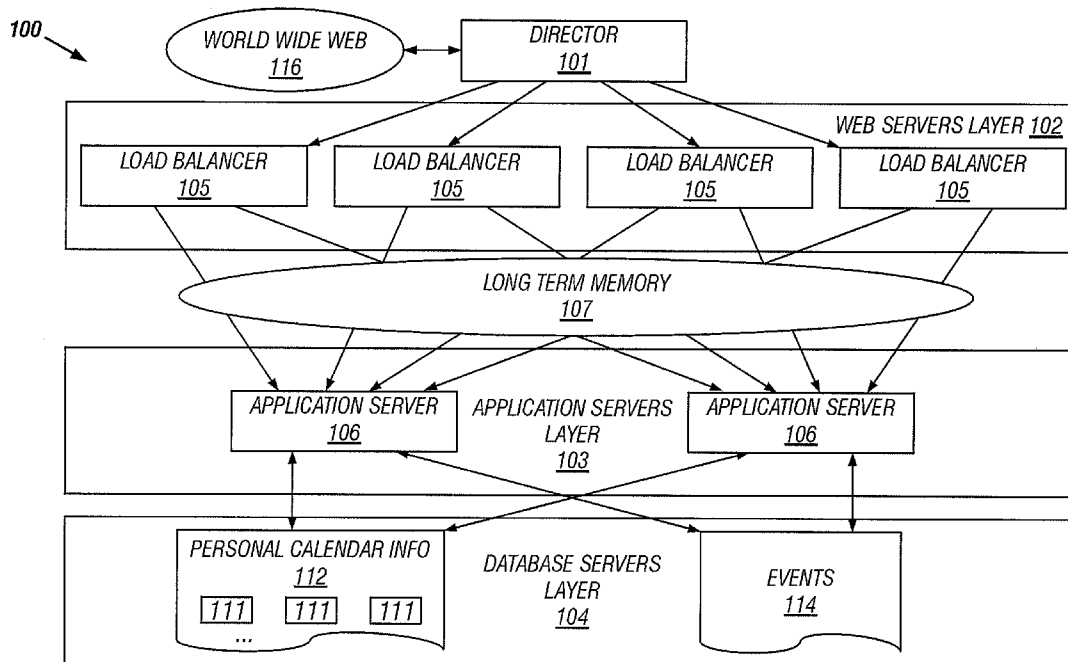 100
WORLD WIDE WEB
116
DIRECTOR
101
WEB SERVERS LAYER 102
LOAD BALANCER
105
LOAD BALANCER
105
LOAD BALANCER
105
LOAD BALANCER
105
LONG TERM MEMORY
107
APPLICATION SERVER
106
APPLICATION SERVERS
LAYER
103
APPLICATION SERVER
106
PERSONAL CALENDAR INFO
112
111 111 111
...
DATABASE SERVERS
LAYER
104
EVENTS
114